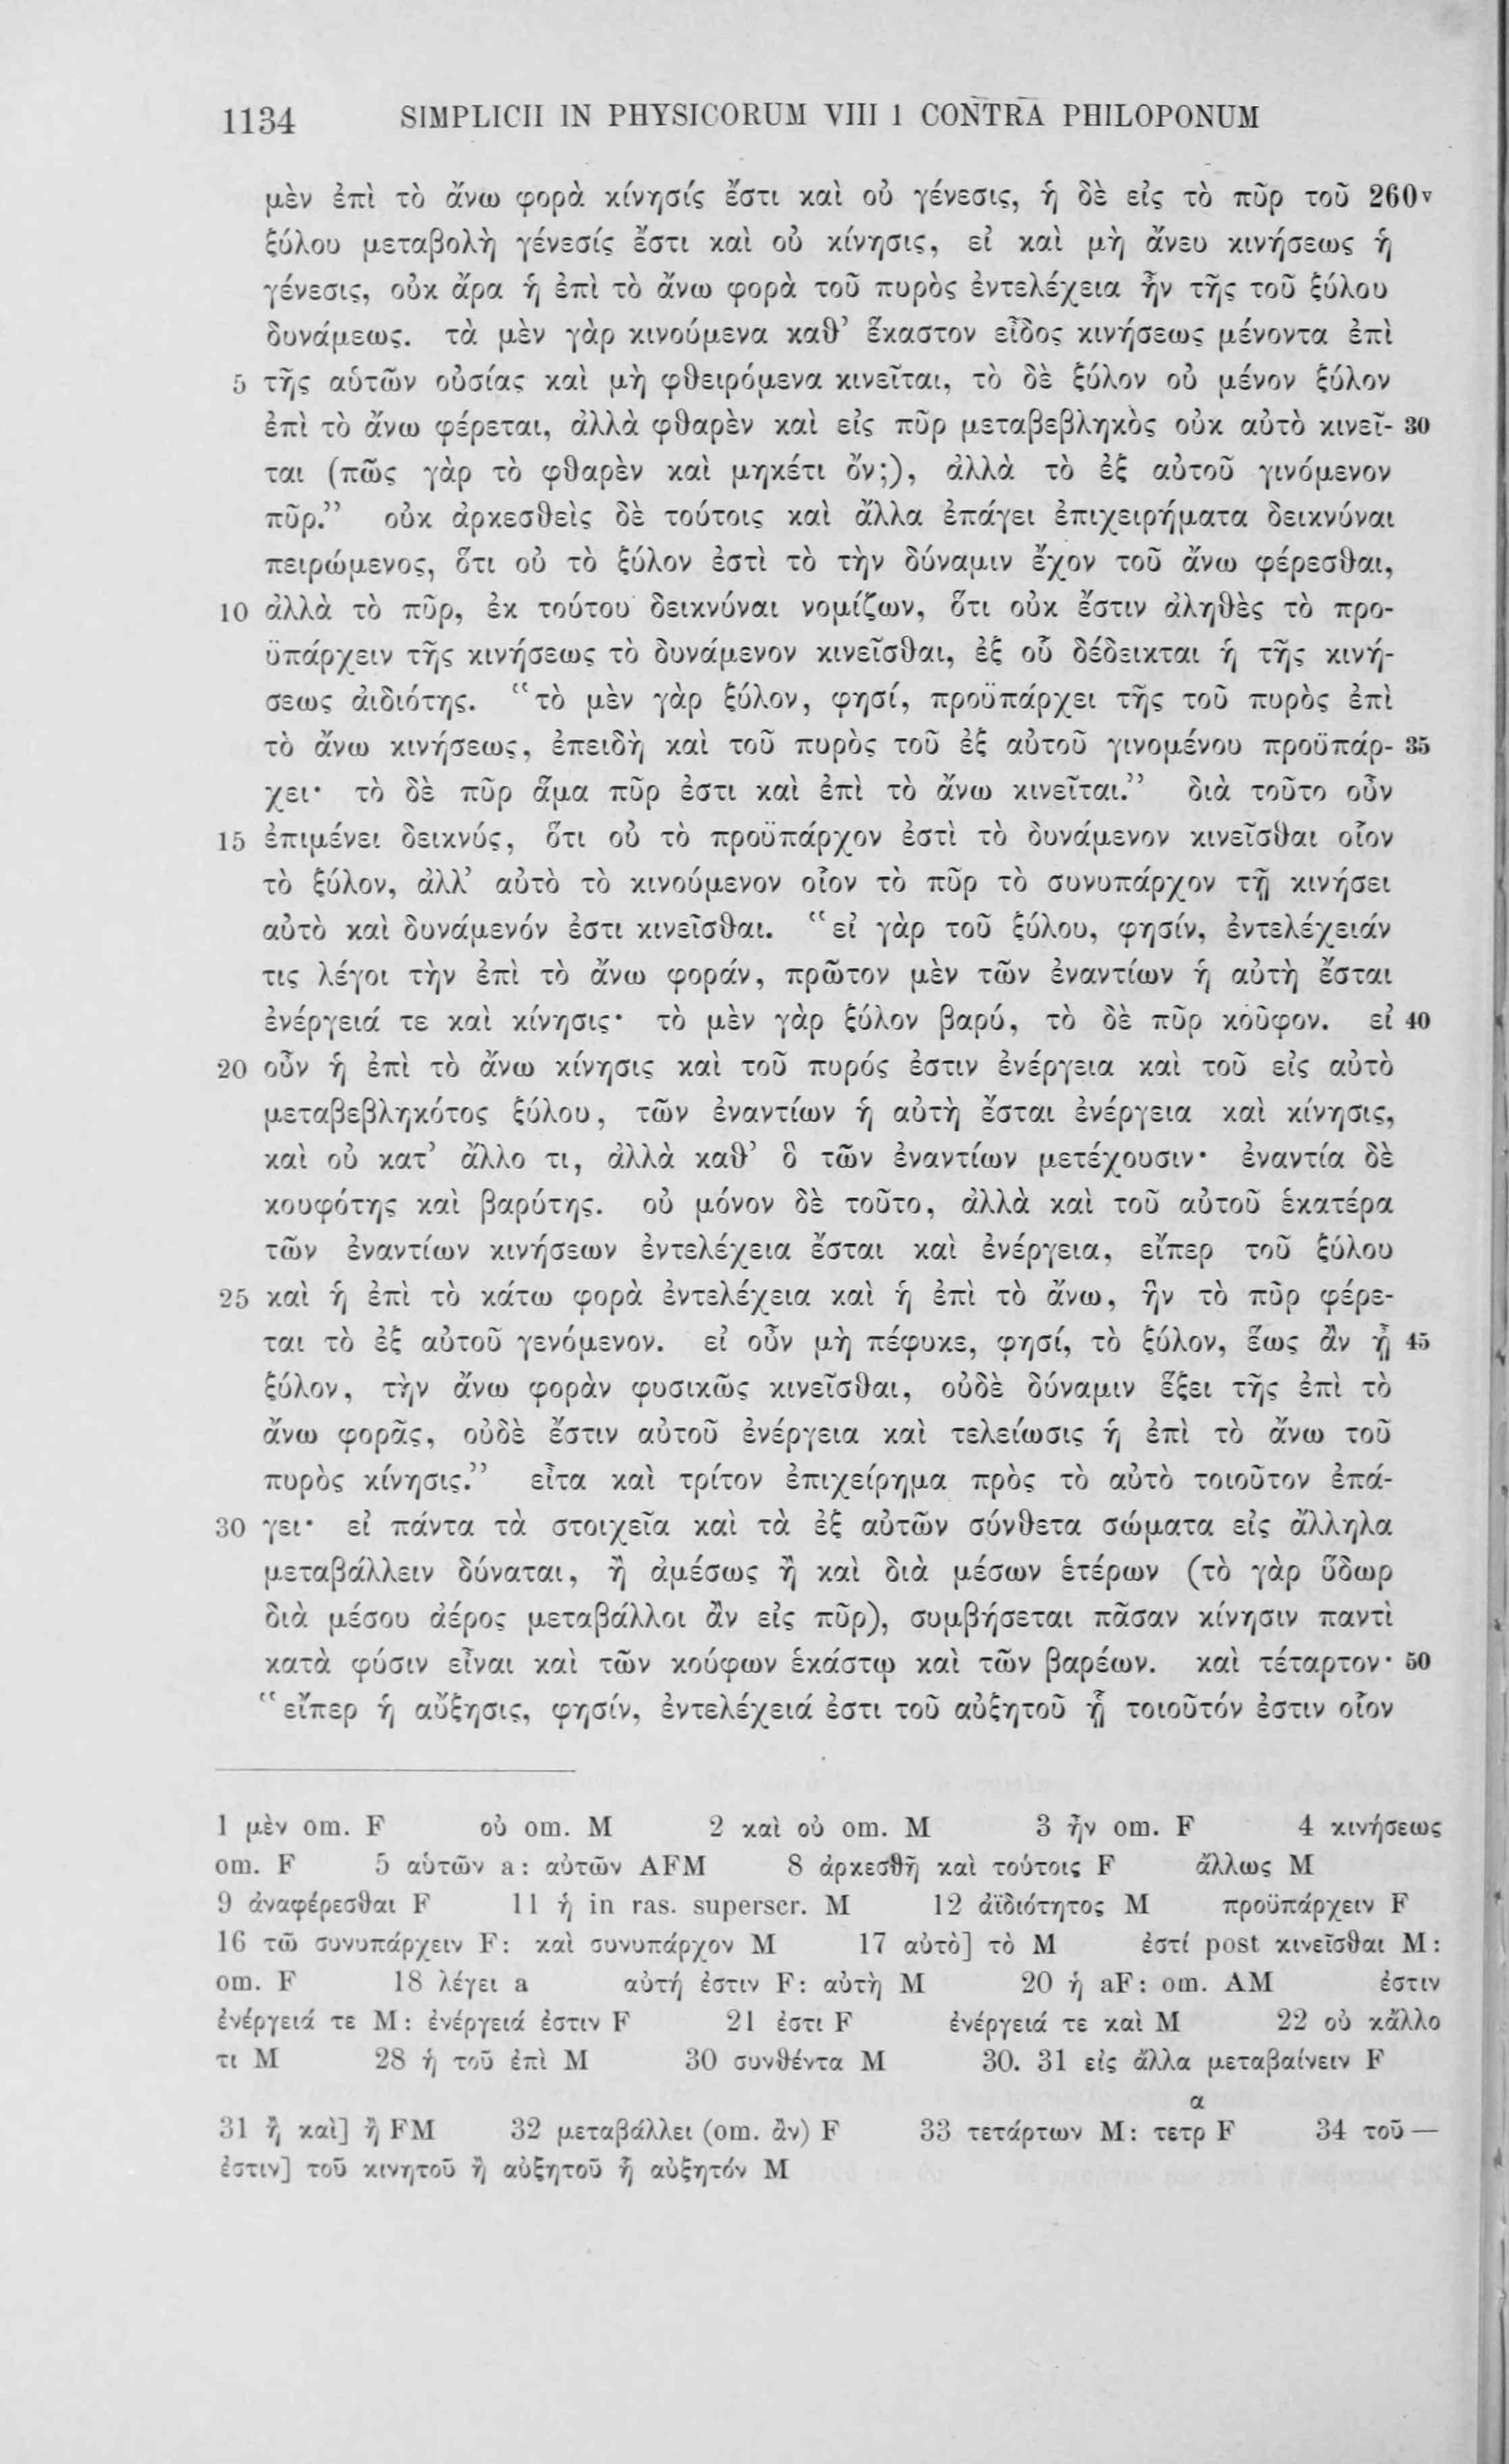 1134 SIMPLICII IN PHYSICORUM VIII 1 CONTRA PHILOPONUM
μὲν ἐπὶ τὸ ἄνω φορὰ κίνησίς ἔστι καὶ οὐ γένεσις, ἡ δὲ εἰς τὸ πῦρ τοῦ 260v
ξύλου μεταβολὴ γένεσίς ἔστι καὶ οὐ κίνησις, εἰ καὶ μὴ ἄνευ κινήσεως ἡ
γένεσις, οὐκ ἄρα ἡ ἐπὶ τὸ ἄνω φορὰ τοῦ πυρὸς ἐντελέχεια ἦν τῆς τοῦ ξύλου
δυνάμεως. τὰ μὲν γὰρ κινούμενα καθ’ ἕκαστον εἶδος κινήσεως μένοντα ἐπὶ
5 τῆς αὑτῶν οὐσίας καὶ μὴ φθειρόμενα κινεῖται, τὸ δὲ ξύλον οὐ μένον ξύλον
ἐπὶ τὸ ἄνω φέρεται, ἀλλὰ φθαρὲν καὶ εἰς πῦρ μεταβεβληκὸς οὐκ αὐτὸ κινεῖ- 30
ται (πῶς γὰρ τὸ φθαρὲν καὶ μηκέτι ὄν;), ἀλλὰ τὸ ἐξ αὐτοῦ γινόμενον
πῦρ.” οὐκ ἀρκεσθεὶς δὲ τούτοις καὶ ἄλλα ἐπάγει ἐπιχειρήματα δεικνύναι
πειρώμενος, ὅτι οὐ τὸ ξύλον ἐστὶ τὸ τὴν δύναμιν ἔχον τοῦ ἄνω φέρεσθαι,
10 ἀλλὰ τὸ πῦρ, ἐκ τούτου δεικνύναι νομίζων, ὅτι οὐκ ἔστιν ἀληθὲς τὸ προ-
ϋπάρχειν τῆς κινήσεως τὸ δυνάμενον κινεῖσθαι, ἐξ οὗ δέδεικται ἡ τῆς κινή-
σεως ἀιδιότης. “τὸ μὲν γὰρ ξύλον, φησί, προϋπάρχει τῆς τοῦ πυρὸς ἐπὶ
τὸ ἄνω κινήσεως, ἐπειδὴ καὶ τοῦ πυρὸς τοῦ ἐξ αὐτοῦ γινομένου προϋπάρ- 35
χει· τὸ δὲ πῦρ ἅμα πῦρ ἐστι καὶ ἐπὶ τὸ ἄνω κινεῖται.” διὰ τοῦτο οὖν
15 ἐπιμένει δεικνύς, ὅτι οὐ τὸ προϋπάρχον ἐστὶ τὸ δυνάμενον κινεῖσθαι οἷον
τὸ ξύλον, ἀλλ’ αὐτὸ τὸ κινούμενον οἷον τὸ πῦρ τὸ συνυπάρχον τῇ κινήσει
αὐτὸ καὶ δυνάμενόν ἐστι κινεῖσθαι. “εἰ γὰρ τοῦ ξύλου, φησίν, ἐντελέχειάν
τις λέγοι τὴν ἐπὶ τὸ ἄνω φοράν, πρῶτον μὲν τῶν ἐναντίων ἡ αὐτὴ ἔσται
ἐνέργειά τε καὶ κίνησις· τὸ μὲν γὰρ ξύλον βαρύ, τὸ δὲ πῦρ κοῦφον. εἰ 40
20 οὖν ἡ ἐπὶ τὸ ἄνω κίνησις καὶ τοῦ πυρός ἐστιν ἐνέργεια καὶ τοῦ εἰς αὐτὸ
μεταβεβληκότος ξύλου, τῶν ἐναντίων ἡ αὐτὴ ἔσται ἐνέργεια καὶ κίνησις,
καὶ οὐ κατ’ ἄλλο τι, ἀλλὰ καθ’ ὃ τῶν ἐναντίων μετέχουσιν· ἐναντία δὲ
κουφότης καὶ βαρύτης. οὐ μόνον δὲ τοῦτο, ἀλλὰ καὶ τοῦ αὐτοῦ ἑκατέρα
τῶν ἐναντίων κινήσεων ἐντελέχεια ἔσται καὶ ἐνέργεια, εἴπερ τοῦ ξύλου
25 καὶ ἡ ἐπὶ τὸ κάτω φορὰ ἐντελέχεια καὶ ἡ ἐπὶ τὸ ἄνω, ἣν τὸ πῦρ φέρε-
ται τὸ ἐξ αὐτοῦ γενόμενον. εἰ οὖν μὴ πέφυκε, φησί, τὸ ξύλον, ἕως ἂν ᾖ 45
ξύλον, τὴν ἄνω φορὰν φυσικῶς κινεῖσθαι, οὐδὲ δύναμιν ἕξει τῆς ἐπὶ τὸ
ἄνω φορᾶς, οὐδὲ ἔστιν αὐτοῦ ἐνέργεια καὶ τελείωσις ἡ ἐπὶ τὸ ἄνω τοῦ
πυρὸς κίνησις.” εἶτα καὶ τρίτον ἐπιχείρημα πρὸς τὸ αὐτὸ τοιοῦτον ἐπά-
30 γει· εἰ πάντα τὰ στοιχεῖα καὶ τὰ ἐξ αὐτῶν σύνθετα σώματα εἰς ἄλληλα
μεταβάλλειν δύναται, ἢ ἀμέσως ἢ καὶ διὰ μέσων ἑτέρων (τὸ γὰρ ὕδωρ
διὰ μέσου ἀέρος μεταβάλλοι ἂν εἰς πῦρ), συμβήσεται πᾶσαν κίνησιν παντὶ
κατὰ φύσιν εἶναι καὶ τῶν κούφων ἑκάστῳ καὶ τῶν βαρέων. καὶ τέταρτον· 50
“εἴπερ ἡ αὔξησις, φησίν, ἐντελέχειά ἐστι τοῦ αὐξητοῦ ᾗ τοιοῦτόν ἐστιν οἷον
1 μὲν om. F οὐ om. M 2 καὶ οὐ om. M 3 ἦν om. F 4 κινήσεως
om. F 5 αὑτῶν a: αὐτῶν AFM 8 ἀρκεσθῆ καὶ τούτοις F ἄλλως M
9 ἀναφέρεσθαι F 11 ἡ in ras. superscr. M 12 ἀϊδιότητος M προϋπάρχειν F
16 τῶ συνυπάρχειν F: καὶ συνυπάρχον M 17 αὐτὸ] τὸ M ἐστί post κινεῖσθαι M:
om. F 18 λέγει a αὐτή ἐστιν F: αὐτὴ M 20 ἡ aF: om. AM ἐστιν
ἐνέργειά τε M: ἐνέργειά ἐστιν F 21 ἐστι F ἐνέργειά τε καὶ M 22 οὐ κἄλλο
τι M 28 ἡ τοῦ ἐπὶ M 30 συνθέντα M 30. 31 εἰς ἄλλα μεταβαίνειν F
α
31 ἢ καὶ] ἢ FM 32 μεταβάλλει (om. ἂν) F 33 τετάρτων M: τετρ F 34 τοῦ—
ἐστιν] τοῦ κινητοῦ ἢ αὐξητοῦ ἧ αὐξητόν M